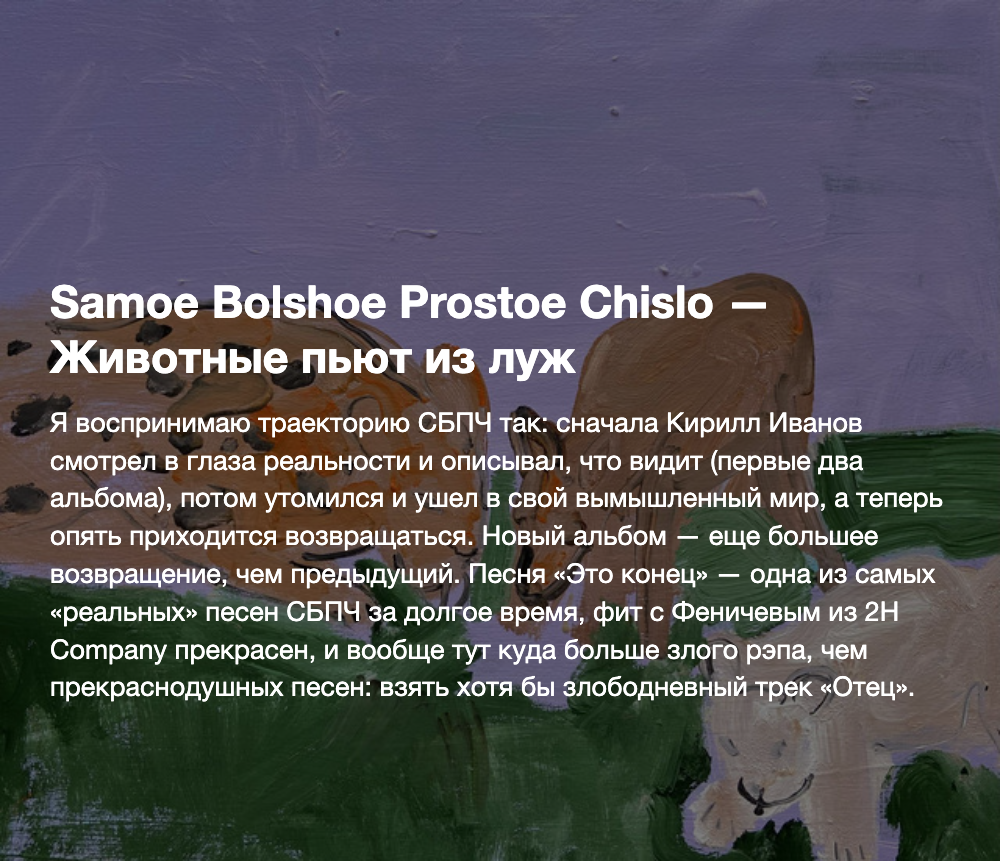 Samoe Bolshoe Prostoe Chislo —
Животные пьют из луж
Я воспринимаю траекторию СБПЧ так: сначала Кирилл Иванов
смотрел в глаза реальности и описывал, что видит (первые два
альбома), потом утомился и ушел в свой вымышленный мир, а теперь
опять приходится возвращаться. Новый альбом — еще большее
возвращение, чем предыдущий. Песня «Это конец» — одна из самых
«реальных» песен СБПЧ за долгое время, фит с Феничевым из 2H
Company прекрасен, и вообще тут куда больше злого рэпа, чем
прекраснодушных песен: взять хотя бы злободневный трек «Отец».